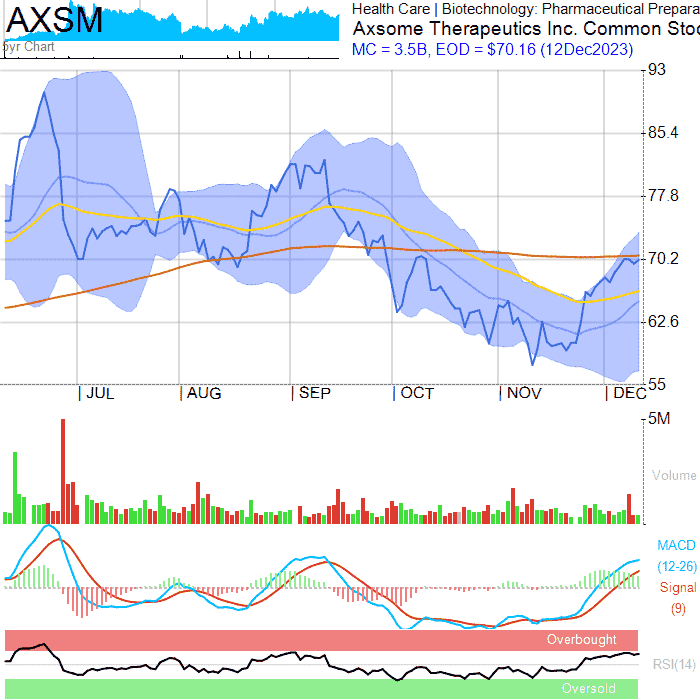 AXSM
5yr Chart
Health Care | Biotechnology: Pharmaceutical Prepara
Axsome Therapeutics Inc. Common Stoc
MC = 3.5B, EOD = $70.16 (12Dec2023)
93
85.4
77.8
70.2
62.6
55
| JUL | AUG | SEP | OCT | NOV | DEC
5M
Volume
MACD
(12-26)
Signal
(9)
Overbought
RSI(14)
Oversold